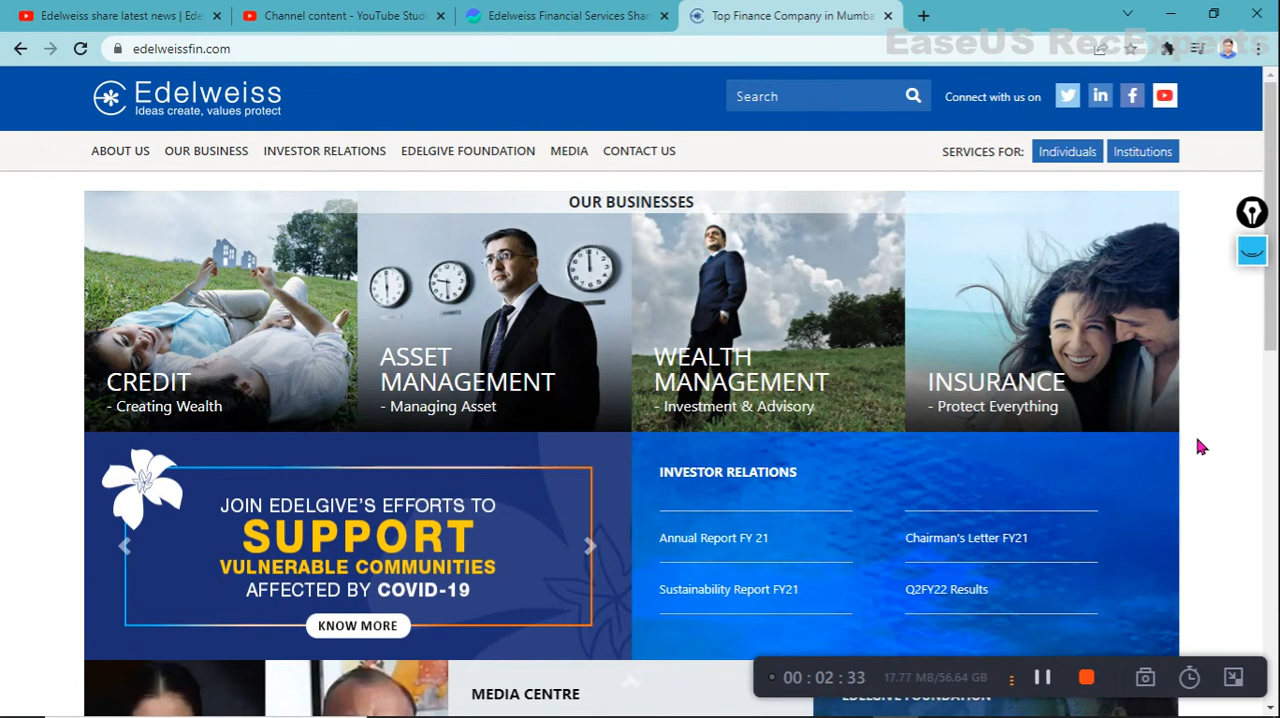 Edelweiss share latest news | Edel
Channel content - YouTube Studi
Edelweiss Financial Services Shar
Top Finance Company in Mumba
edelweissfin.com
EaseUS RecExperts
Edelweiss
Ideas create, values protect
Search
Connect with us on
ABOUT US
OUR BUSINESS
INVESTOR RELATIONS
EDELGIVE FOUNDATION
MEDIA
CONTACT US
SERVICES FOR:
Individuals
Institutions
OUR BUSINESSES
CREDIT
- Creating Wealth
ASSET
MANAGEMENT
- Managing Asset
WEALTH
MANAGEMENT
- Investment & Advisory
INSURANCE
- Protect Everything
JOIN EDELGIVE'S EFFORTS TO
SUPPORT
VULNERABLE COMMUNITIES
AFFECTED BY COVID-19
KNOW MORE
INVESTOR RELATIONS
Annual Report FY 21
Chairman's Letter FY21
Sustainability Report FY21
Q2FY22 Results
MEDIA CENTRE
EDELGIVE FOUNDATION
00 : 02 : 33
17.77 MB/56.64 GB